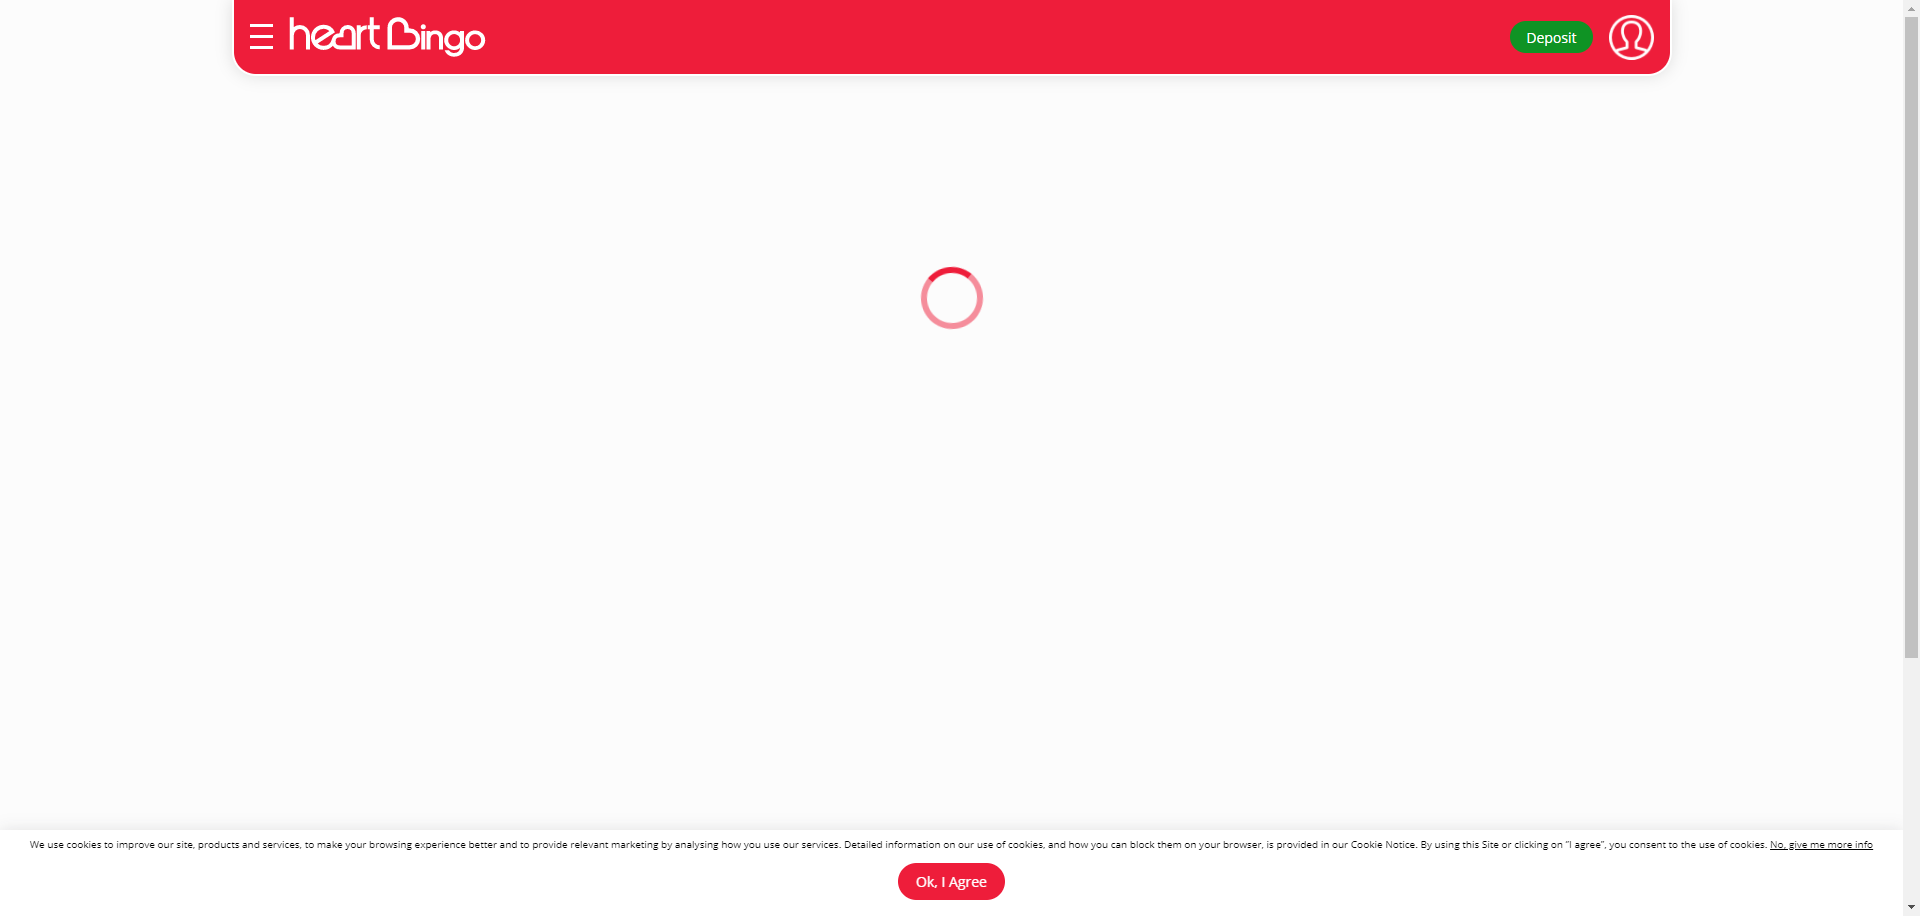 heart Bingo
Deposit
We use cookies to improve our site, products and services, to make your browsing experience better and to provide relevant marketing by analysing how you use our services. Detailed information on our use of cookies, and how you can block them on your browser, is provided in our Cookie Notice. By using this Site or clicking on "I agree", you consent to the use of cookies. No, give me more info
Ok, I Agree